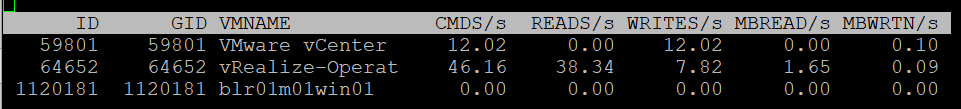 ID GID VMNAME CMDS/s READS/s WRITES/s MBREAD/s MBWRTN/s
59801 59801 VMware vCenter 12.02 0.00 12.02 0.00 0.10
64652 64652 vRealize-Operat 46.16 38.34 7.82 1.65 0.09
1120181 1120181 blr01m01win01 0.00 0.00 0.00 0.00 0.00